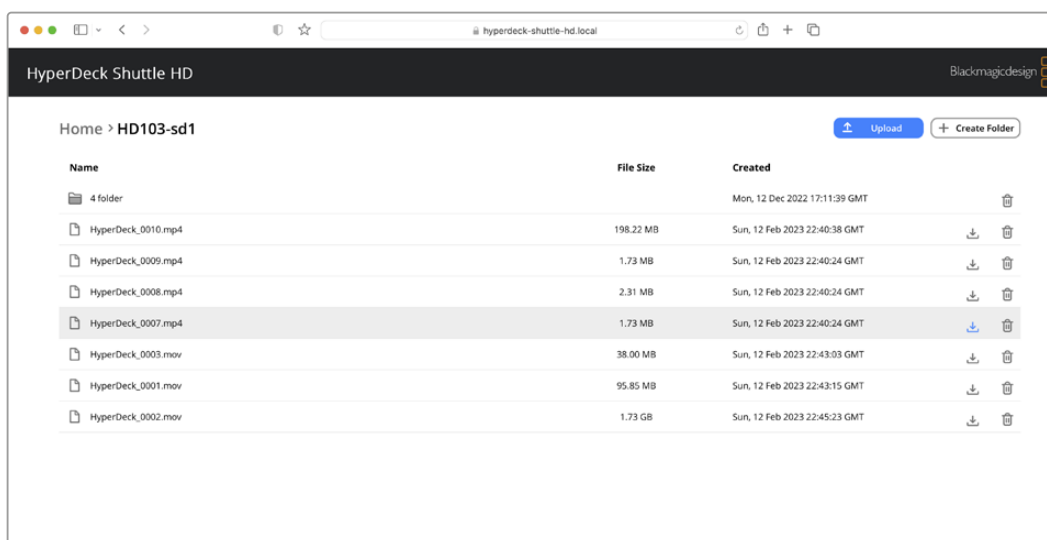 hyperdeck-shuttle-hd.local
HyperDeck Shuttle HD Blackmagicdesign
Home > HD103-sd1 Upload + Create Folder
Name File Size Created
4 folder Mon, 12 Dec 2022 17:11:39 GMT
HyperDeck_0010.mp4 198.22 MB Sun, 12 Feb 2023 22:40:38 GMT
HyperDeck_0009.mp4 1.73 MB Sun, 12 Feb 2023 22:40:24 GMT
HyperDeck_0008.mp4 2.31 MB Sun, 12 Feb 2023 22:40:24 GMT
HyperDeck_0007.mp4 1.73 MB Sun, 12 Feb 2023 22:40:24 GMT
HyperDeck_0003.mov 38.00 MB Sun, 12 Feb 2023 22:43:03 GMT
HyperDeck_0001.mov 95.85 MB Sun, 12 Feb 2023 22:43:15 GMT
HyperDeck_0002.mov 1.73 GB Sun, 12 Feb 2023 22:45:23 GMT